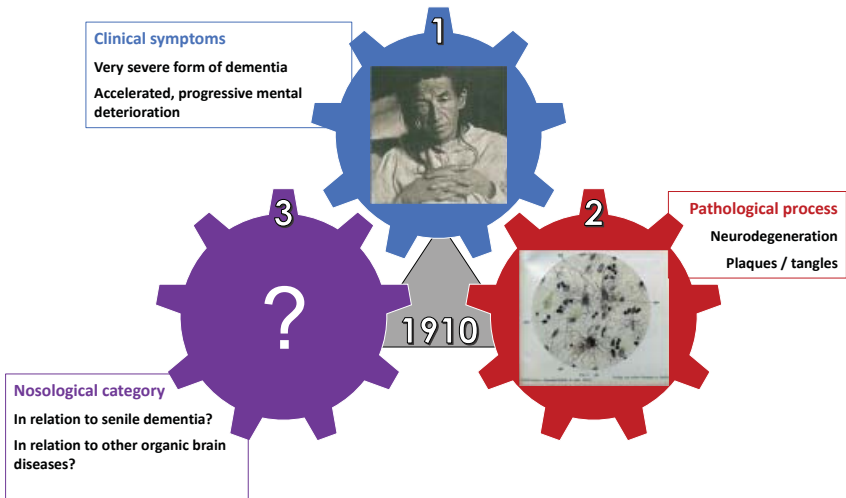 1
Clinical symptoms
Very severe form of dementia
Accelerated, progressive mental
deterioration
2
Pathological process
Neurodegeneration
Plaques / tangles
3
?
1910
Nosological category
In relation to senile dementia?
In relation to other organic brain
diseases?